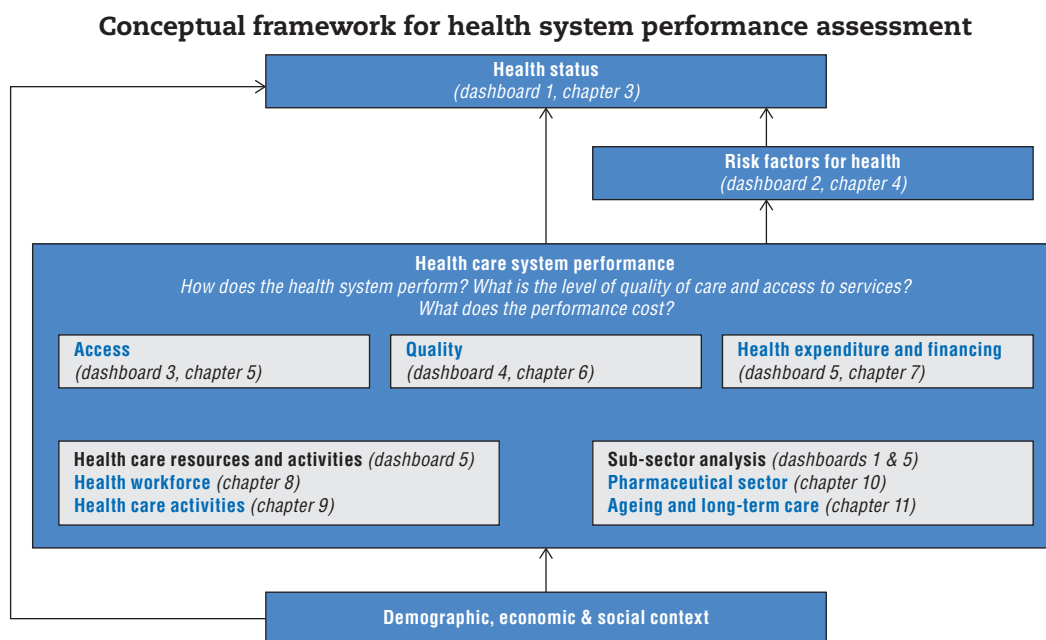 Conceptual framework for health system performance assessment
Health status
(dashboard 1, chapter 3)
Risk factors for health
(dashboard 2, chapter 4)
Health care system performance
How does the health system perform? What is the level of quality of care and access to services?
What does the performance cost?
Access
(dashboard 3, chapter 5)
Quality
(dashboard 4, chapter 6)
Health expenditure and financing
(dashboard 5, chapter 7)
Health care resources and activities (dashboard 5)
Health workforce (chapter 8)
Health care activities (chapter 9)
Sub-sector analysis (dashboards 1 & 5)
Pharmaceutical sector (chapter 10)
Ageing and long-term care (chapter 11)
Demographic, economic & social context